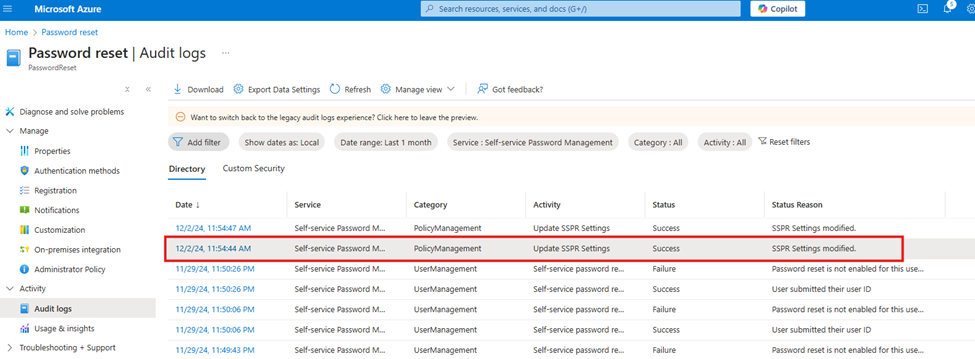 Microsoft Azure
Search resources, services, and docs (G+/)
Copilot
5
Home > Password reset
Password reset | Audit logs ...
PasswordReset
Download Export Data Settings Refresh Manage view Got feedback?
Diagnose and solve problems
Manage
Properties
Authentication methods
Registration
Notifications
Customization
On-premises integration
Administrator Policy
Activity
Audit logs
Usage & insights
Troubleshooting + Support
Want to switch back to the legacy audit logs experience? Click here to leave the preview.
Add filter Show dates as: Local Date range: Last 1 month Service : Self-service Password Management Category : All Activity : All Reset filters
Directory Custom Security
Date ↓ Service Category Activity Status Status Reason
12/2/24, 11:54:47 AM Self-service Password M... PolicyManagement Update SSPR Settings Success SSPR Settings modified.
12/2/24, 11:54:44 AM Self-service Password M... PolicyManagement Update SSPR Settings Success SSPR Settings modified.
11/29/24, 11:50:26 PM Self-service Password M... UserManagement Self-service password re... Failure Password reset is not enabled for this use...
11/29/24, 11:50:26 PM Self-service Password M... UserManagement Self-service password re... Success User submitted their user ID
11/29/24, 11:50:06 PM Self-service Password M... UserManagement Self-service password re... Failure Password reset is not enabled for this use...
11/29/24, 11:50:06 PM Self-service Password M... UserManagement Self-service password re... Success User submitted their user ID
11/29/24, 11:49:43 PM Self-service Password M... UserManagement Self-service password re... Failure Password reset is not enabled for this use...